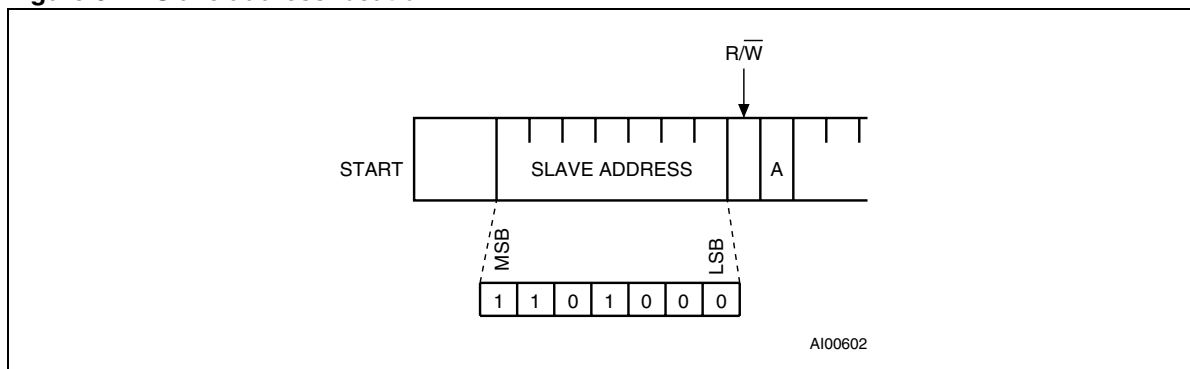 R/W̅
START
SLAVE ADDRESS
A
MSB
LSB
1 1 0 1 0 0 0
AI00602